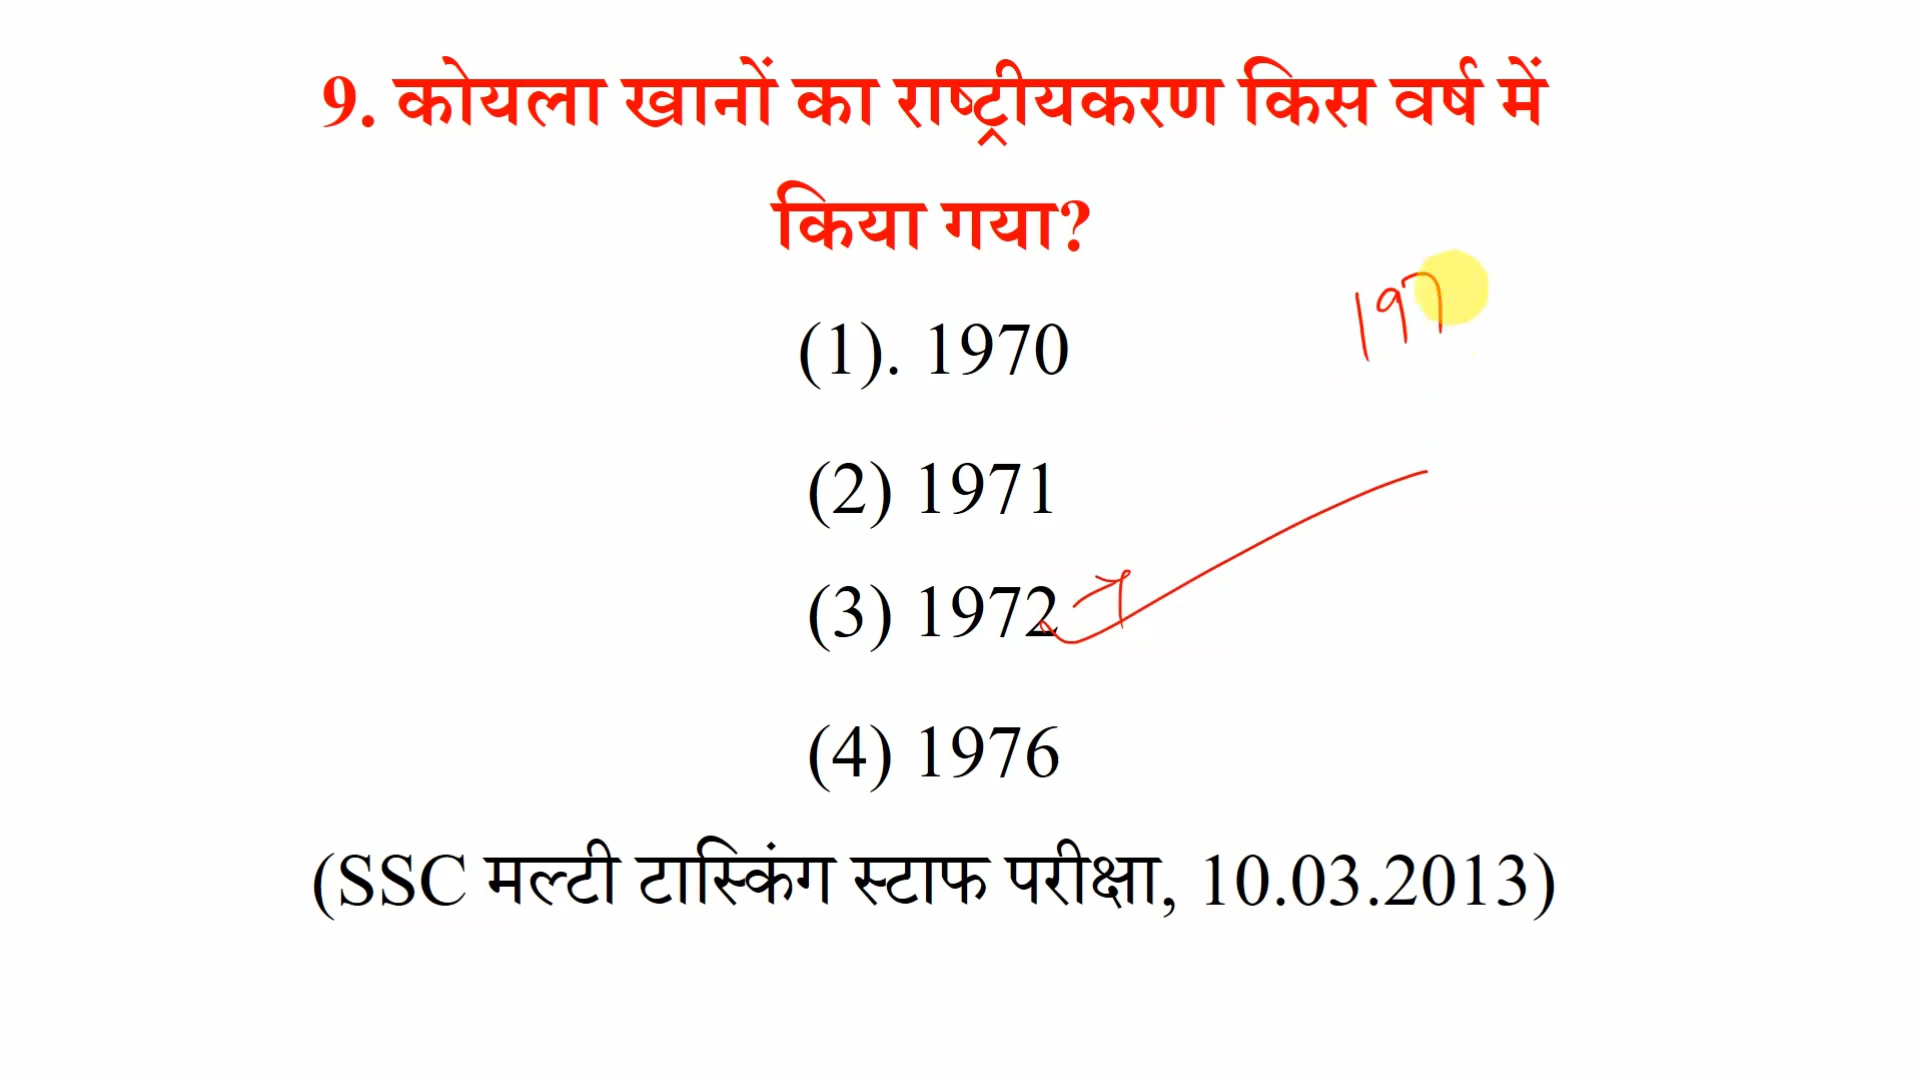 9. कोयला खानों का राष्ट्रीयकरण किस वर्ष में
किया गया?
197
(1). 1970
(2) 1971
(3) 1972
(4) 1976
(SSC मल्टी टास्किंग स्टाफ परीक्षा, 10.03.2013)